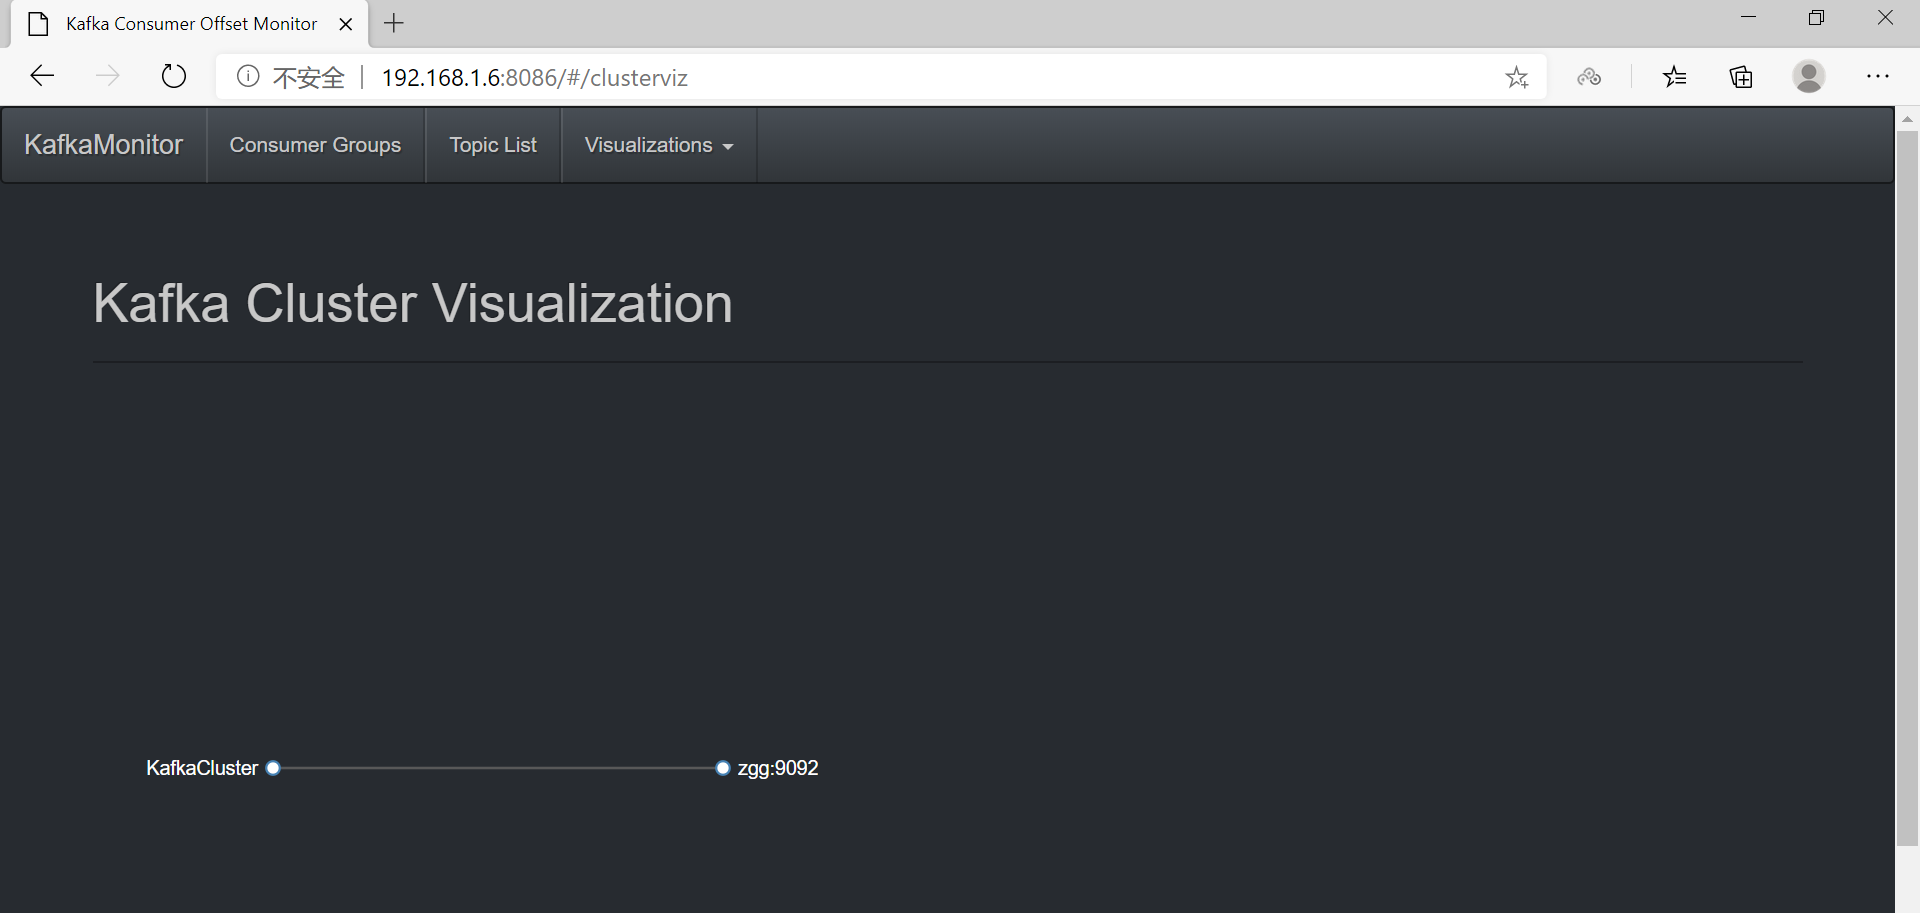 Kafka Consumer Offset Monitor
不安全 192.168.1.6:8086/#/clusterviz
KafkaMonitor Consumer Groups Topic List Visualizations
Kafka Cluster Visualization
KafkaCluster zgg:9092